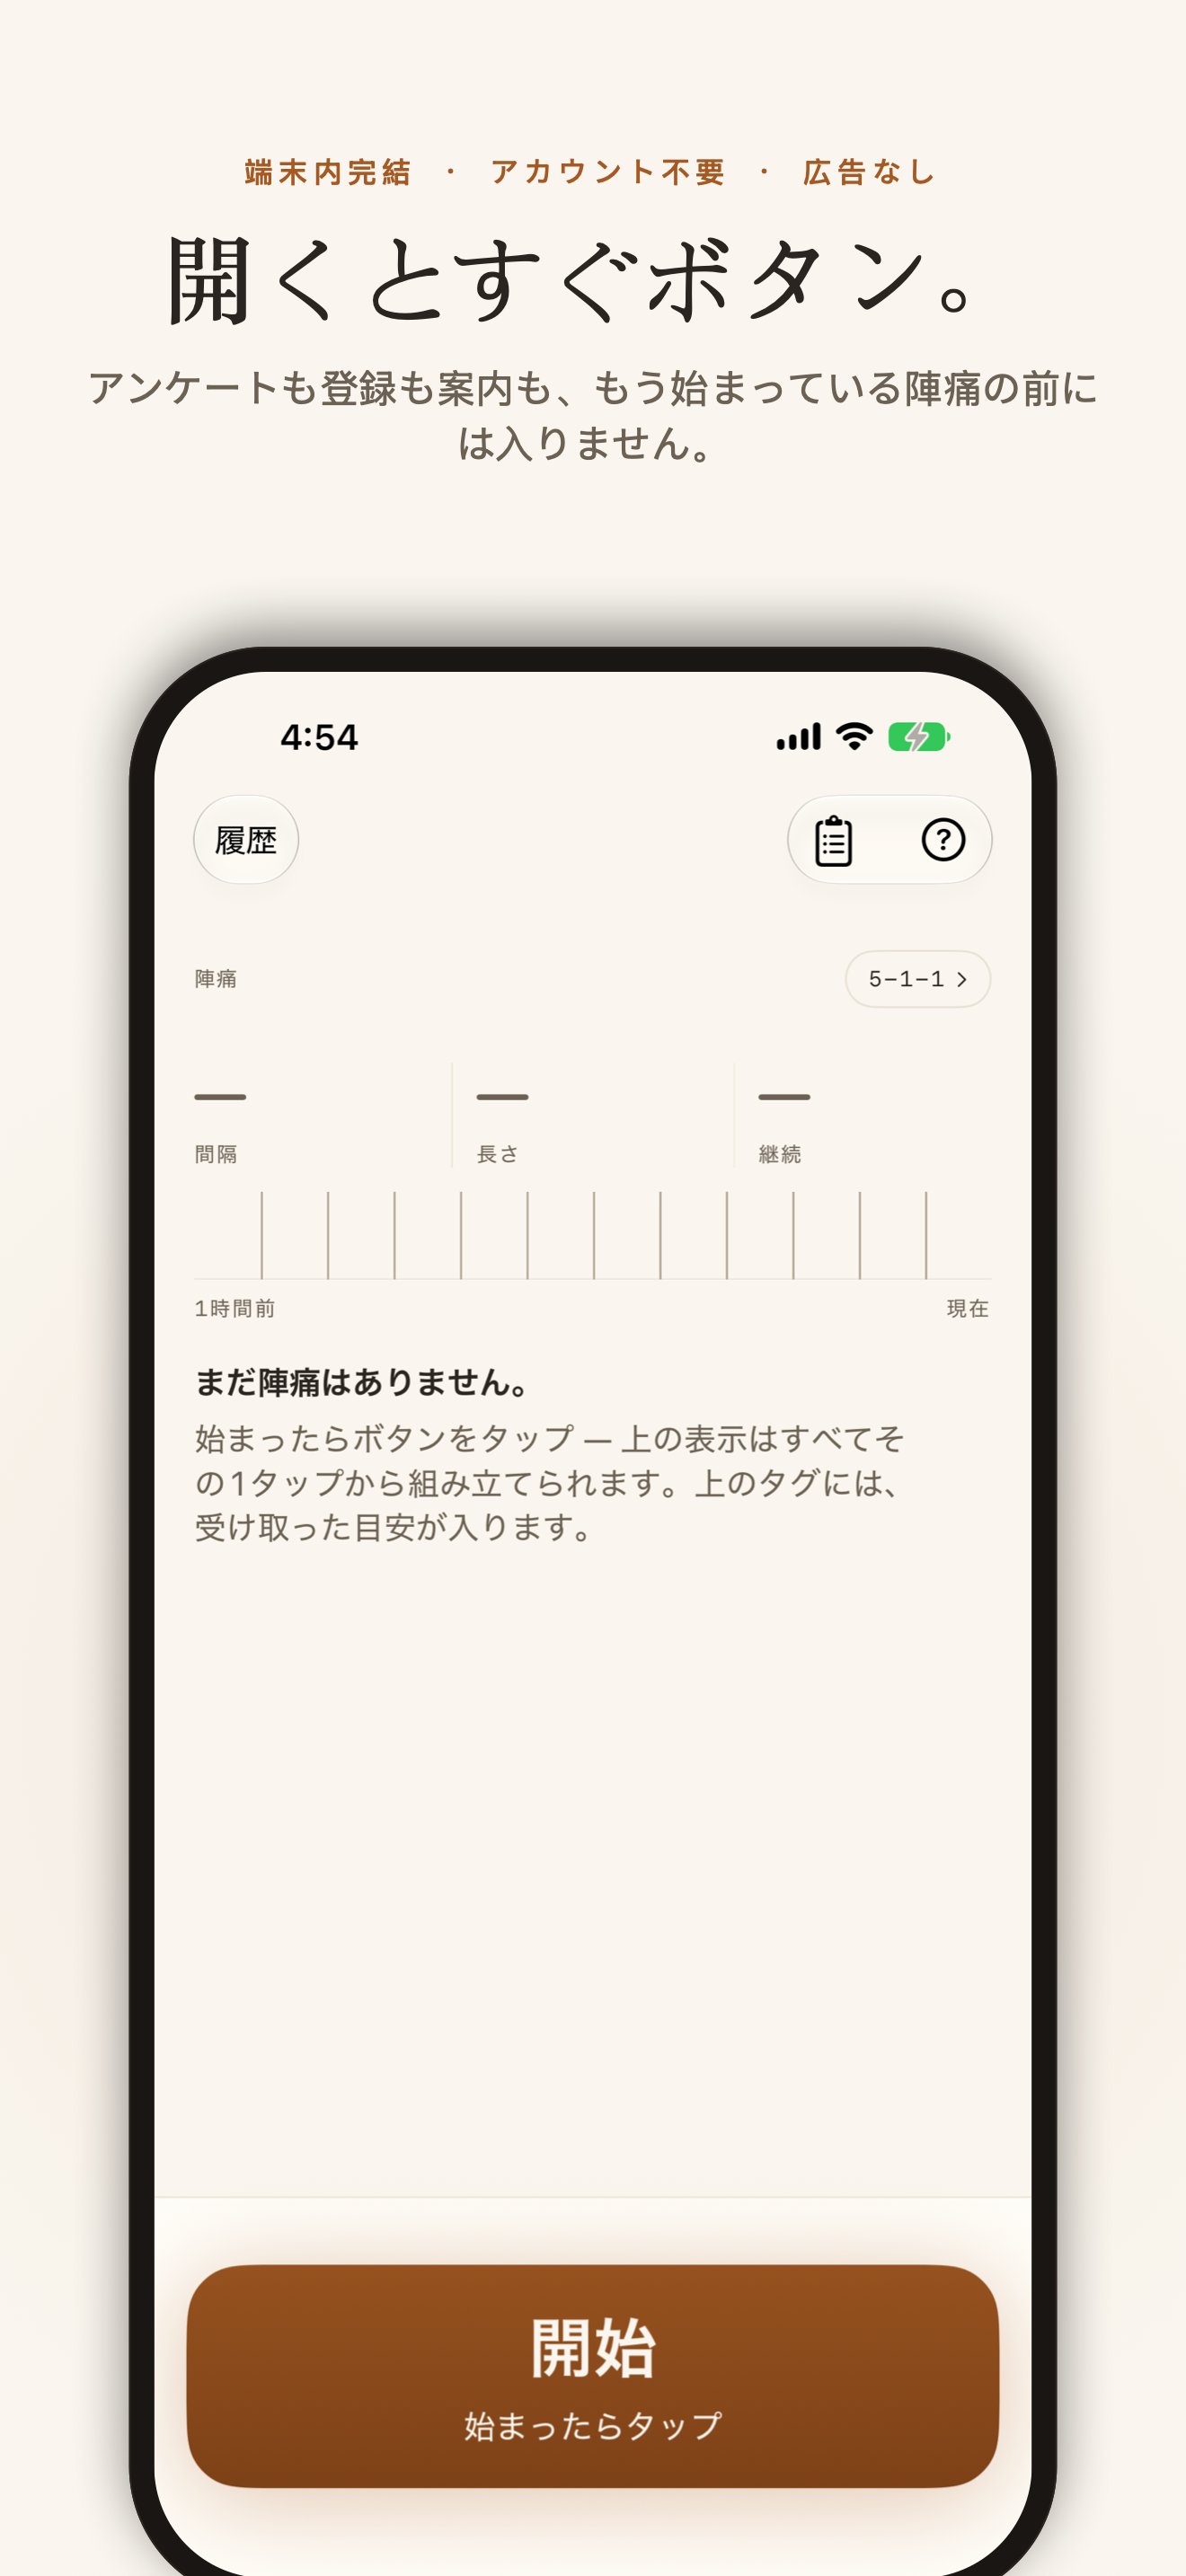 端末内完結 · アカウント不要 · 広告なし
開くとすぐボタン。
アンケートも登録も案内も、もう始まっている陣痛の前に
は入りません。
4:54
履歴
陣痛
5-1-1
— — —
間隔 長さ 継続
1時間前 現在
まだ陣痛はありません。
始まったらボタンをタップ — 上の表示はすべてそ
の1タップから組み立てられます。上のタグには、
受け取った目安が入ります。
開始
始まったらタップ